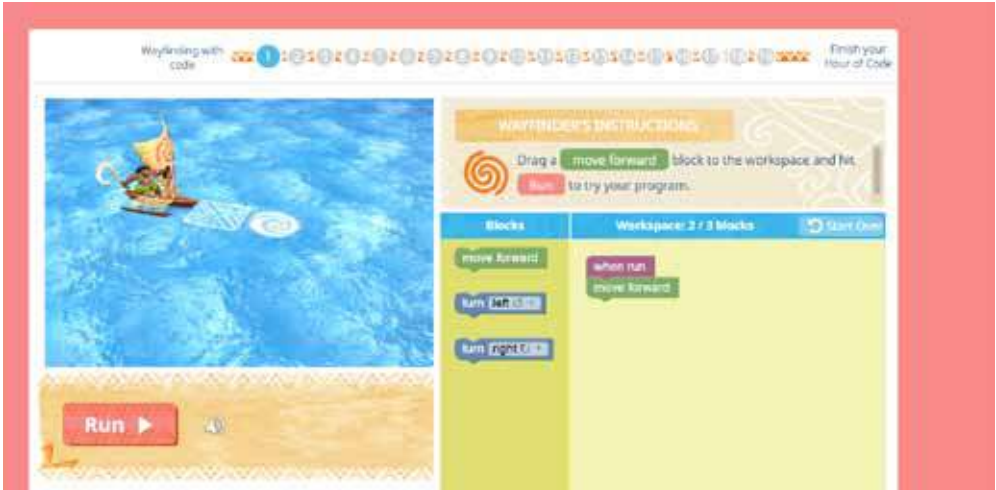 Wayfinding with
code
1
Finish your
Hour of Code
WAYFINDER'S INSTRUCTIONS
Drag a move forward block to the workspace and hit
Run to try your program.
Blocks
Workspace: 2 / 3 blocks
Start Over
move forward
turn left
turn right
when run
move forward
Run